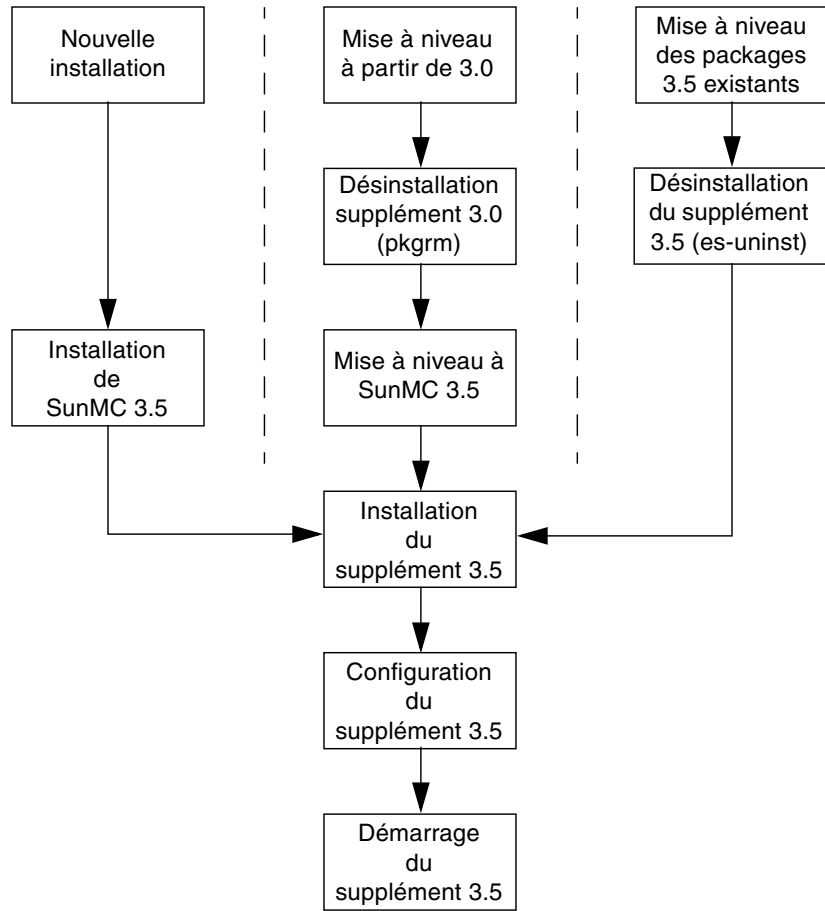 Nouvelle
installation
Mise à niveau
à partir de 3.0
Mise à niveau
des packages
3.5 existants
Désinstallation
supplément 3.0
(pkgrm)
Désinstallation
du supplément
3.5 (es-uninst)
Installation
de
SunMC 3.5
Mise à niveau à
SunMC 3.5
Installation
du
supplément 3.5
Configuration
du
supplément 3.5
Démarrage
du
supplément 3.5